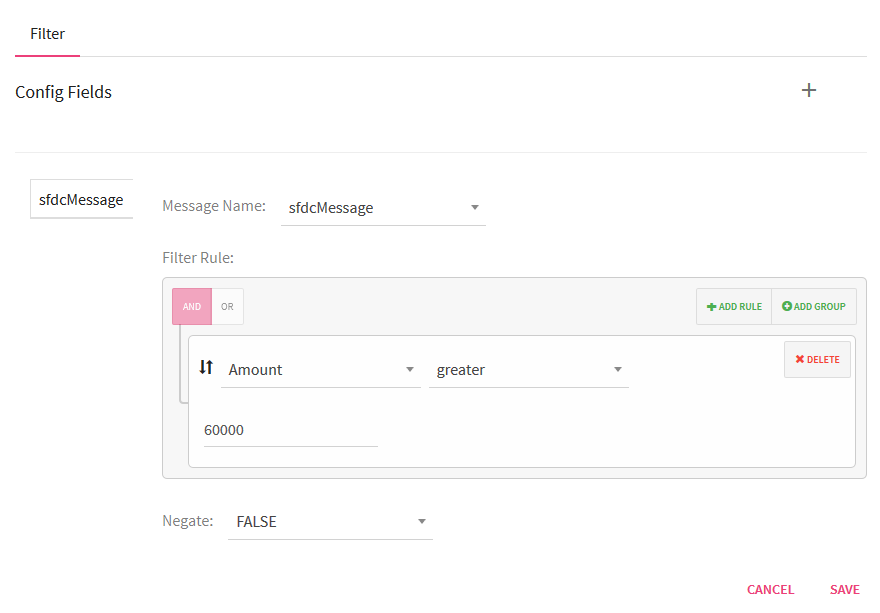 Filter
Config Fields
sfdcMessage
Message Name: sfdcMessage
Filter Rule:
AND OR ADD RULE ADD GROUP
DELETE
Amount greater
60000
Negate: FALSE
CANCEL SAVE